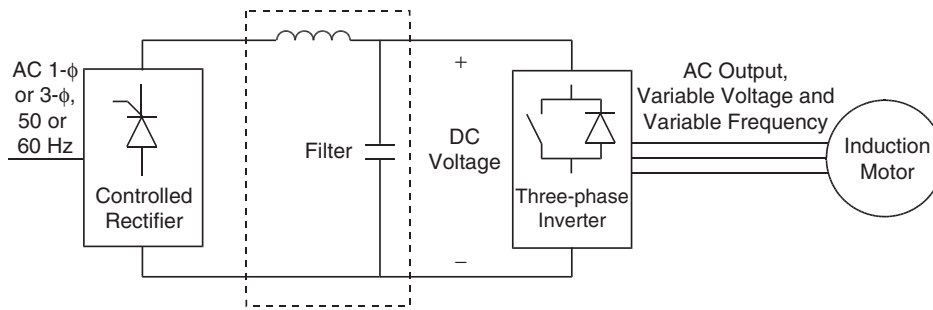 AC 1-ϕ
or 3-ϕ,
50 or
60 Hz
Controlled
Rectifier
Filter
+
DC
Voltage
−
Three-phase
Inverter
AC Output,
Variable Voltage and
Variable Frequency
Induction
Motor